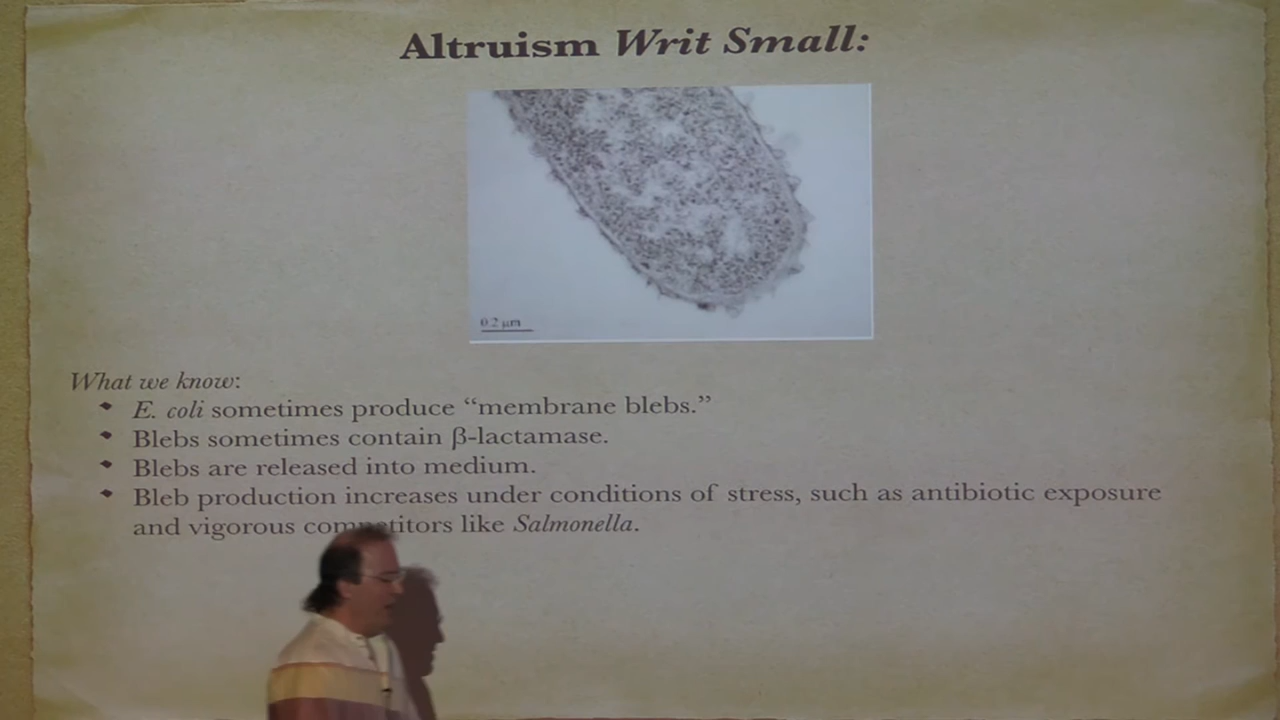 Altruism Writ Small:
0.2 μm
What we know:
E. coli sometimes produce “membrane blebs.”
Blebs sometimes contain β-lactamase.
Blebs are released into medium.
Bleb production increases under conditions of stress, such as antibiotic exposure
and vigorous competitors like Salmonella.